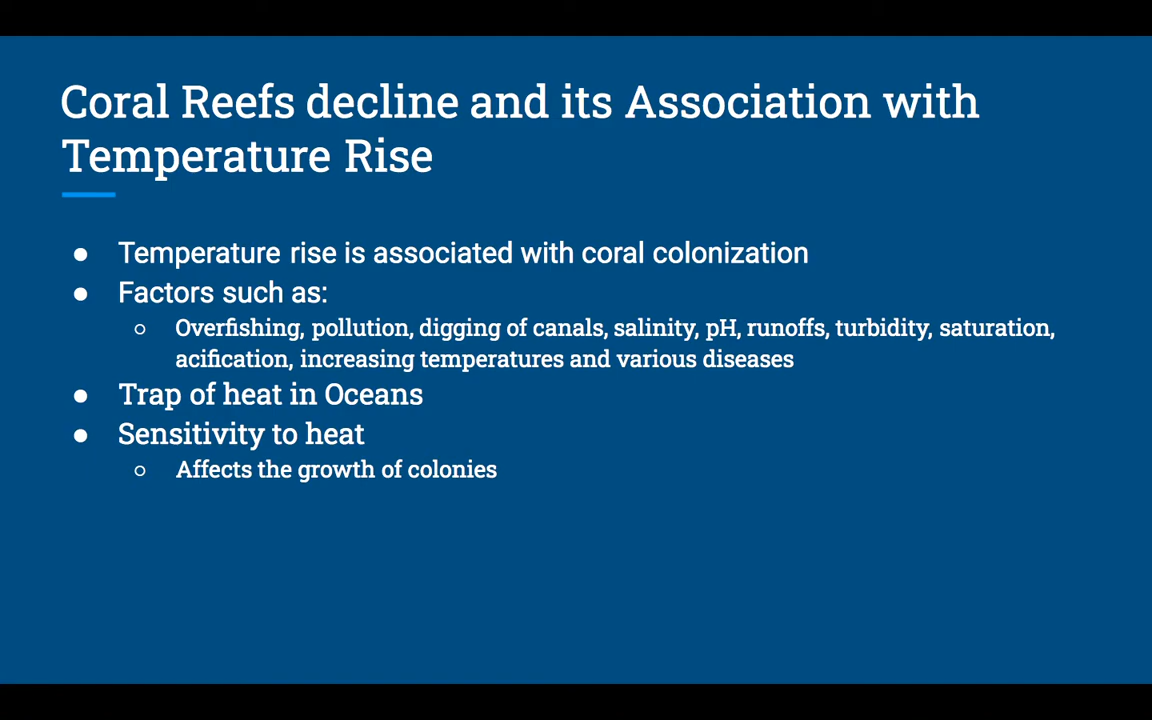 Coral Reefs decline and its Association with
Temperature Rise
● Temperature rise is associated with coral colonization
● Factors such as:
○ Overfishing, pollution, digging of canals, salinity, pH, runoffs, turbidity, saturation,
acification, increasing temperatures and various diseases
● Trap of heat in Oceans
● Sensitivity to heat
○ Affects the growth of colonies